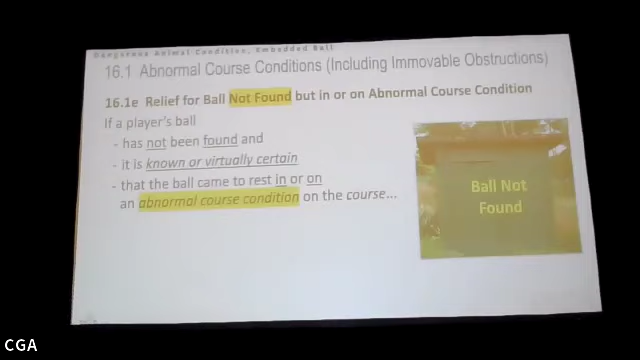 Dangerous Animal Condition, Embedded Ball
16.1 Abnormal Course Conditions (Including Immovable Obstructions)
16.1e Relief for Ball Not Found but in or on Abnormal Course Condition
If a player's ball
- has not been found and
- it is known or virtually certain
- that the ball came to rest in or on
an abnormal course condition on the course...
Ball Not
Found
CGA